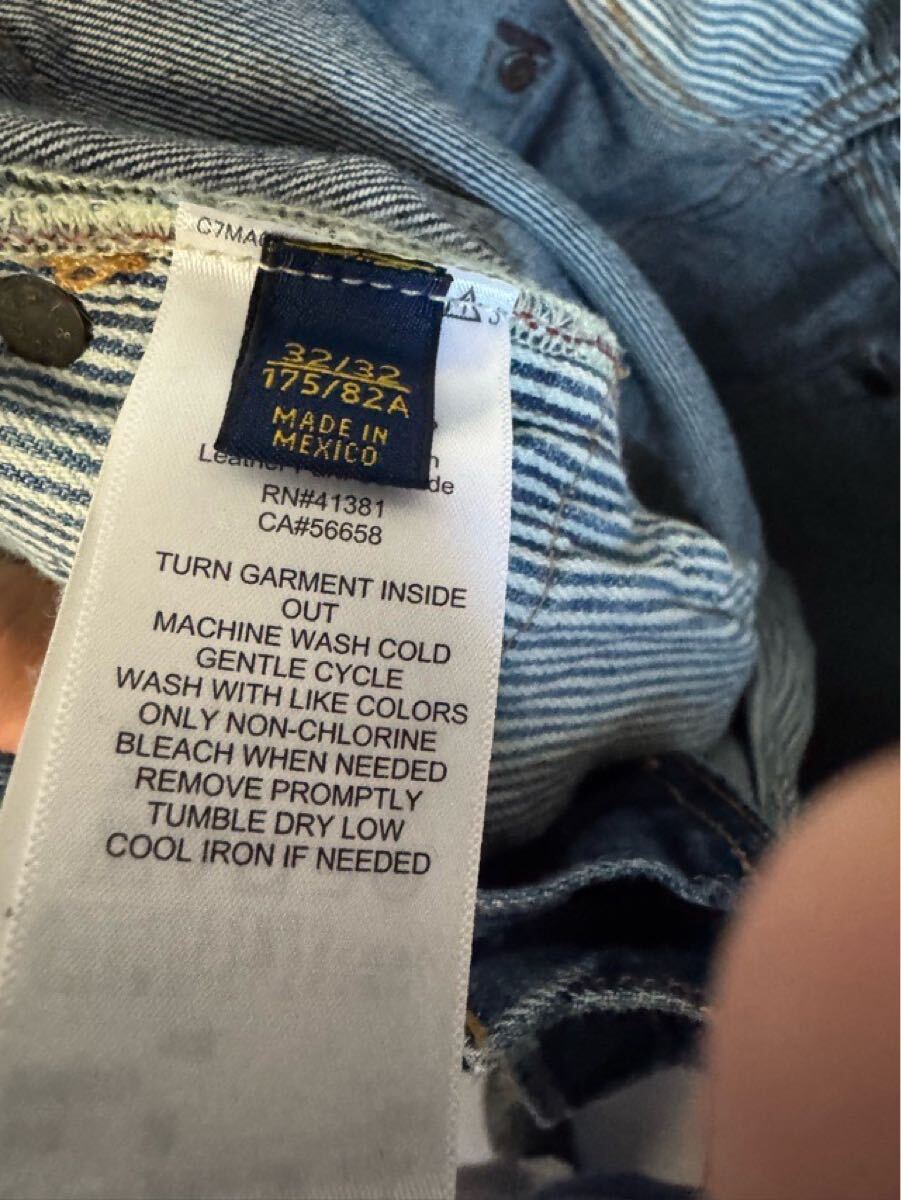 C7MA
32/32
175/82A
MADE IN
MEXICO
RN#41381
CA#56658
TURN GARMENT INSIDE
OUT
MACHINE WASH COLD
GENTLE CYCLE
WASH WITH LIKE COLORS
ONLY NON-CHLORINE
BLEACH WHEN NEEDED
REMOVE PROMPTLY
TUMBLE DRY LOW
COOL IRON IF NEEDED